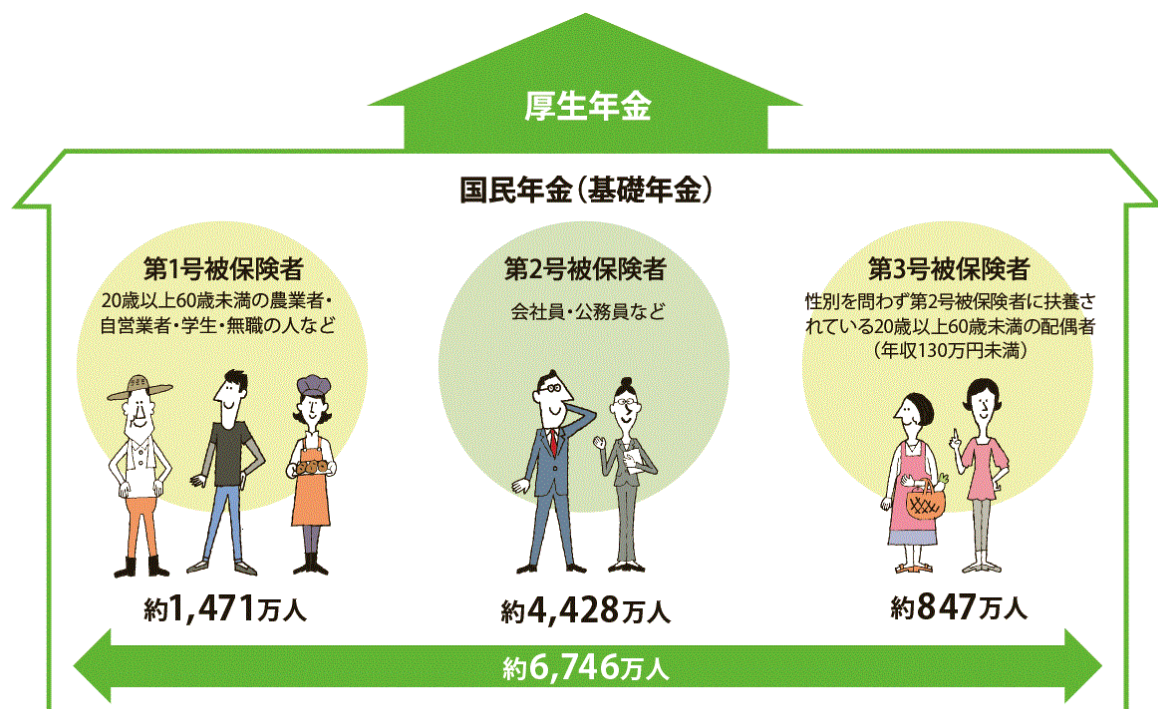 厚生年金
国民年金（基礎年金）
第1号被保険者
20歳以上60歳未満の農業者・
自営業者・学生・無職の人など
第2号被保険者
会社員・公務員など
第3号被保険者
性別を問わず第2号被保険者に扶養さ
れている20歳以上60歳未満の配偶者
（年収130万円未満）
約1,471万人
約4,428万人
約847万人
約6,746万人